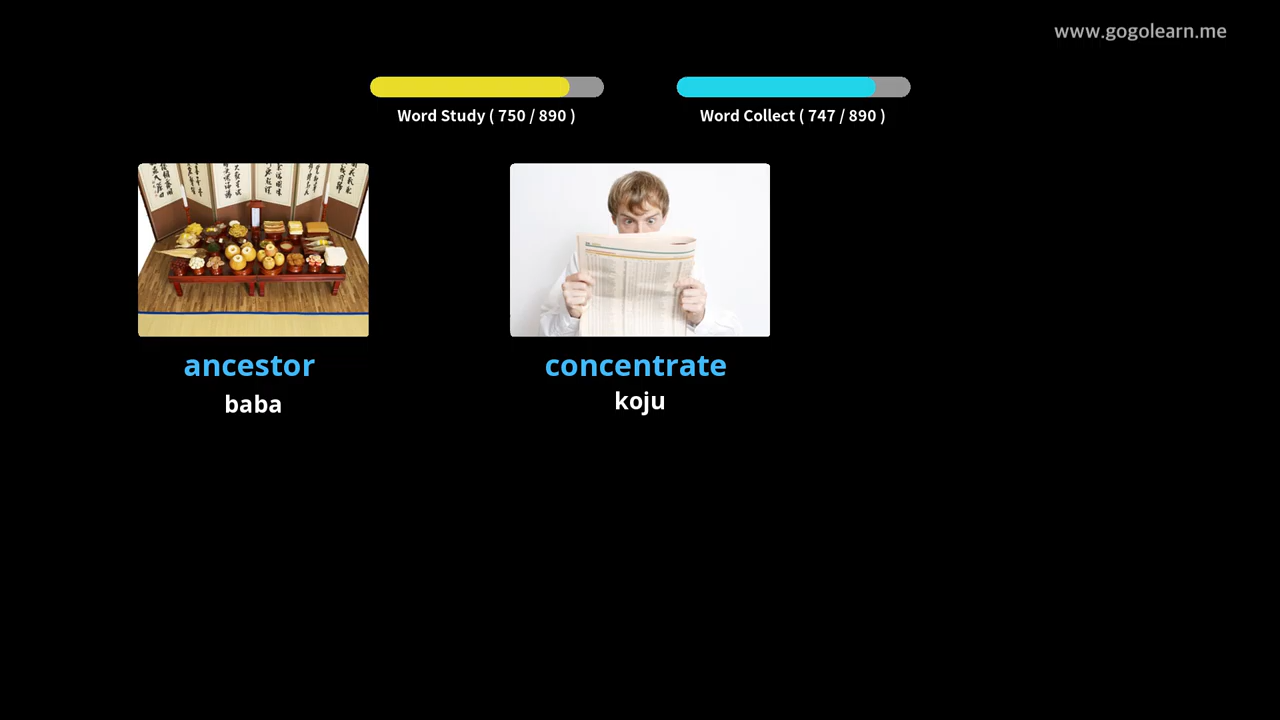 www.gogolearn.me
Word Study ( 750 / 890 )
Word Collect ( 747 / 890 )
ancestor
baba
concentrate
koju